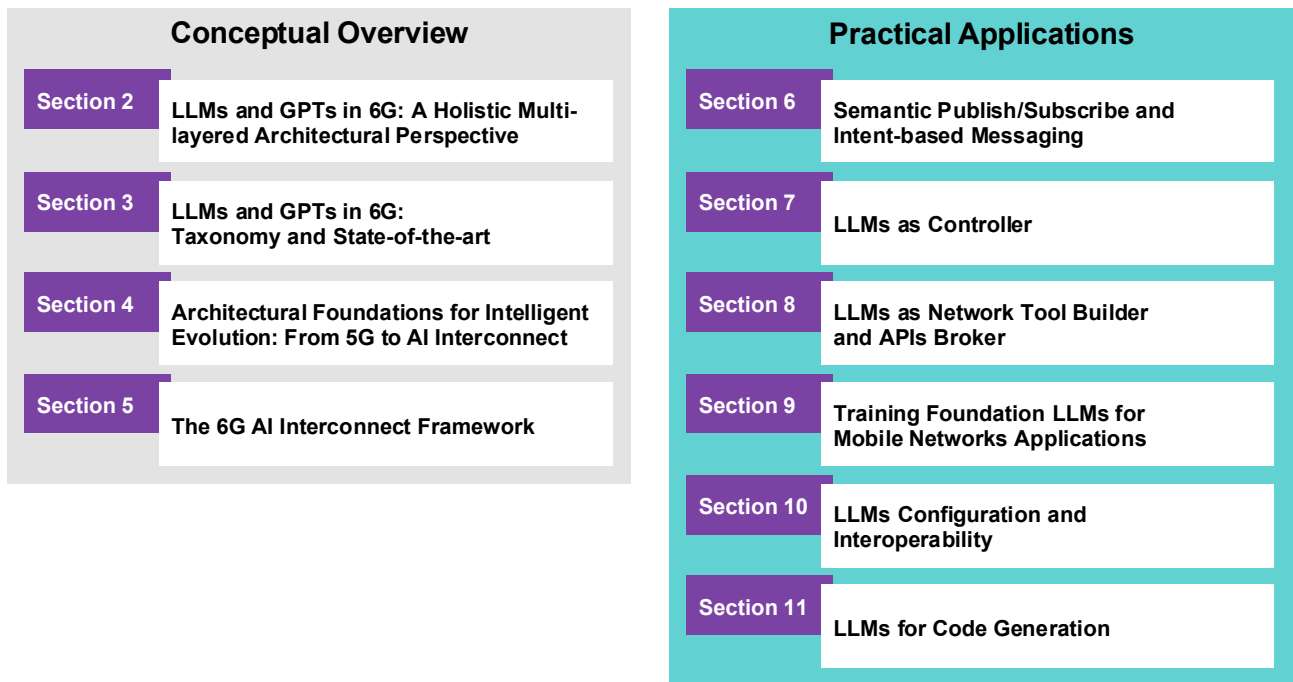 Conceptual Overview
Section 2
LLMs and GPTs in 6G: A Holistic Multi-
layered Architectural Perspective
Section 3
LLMs and GPTs in 6G:
Taxonomy and State-of-the-art
Section 4
Architectural Foundations for Intelligent
Evolution: From 5G to AI Interconnect
Section 5
The 6G AI Interconnect Framework
Practical Applications
Section 6
Semantic Publish/Subscribe and
Intent-based Messaging
Section 7
LLMs as Controller
Section 8
LLMs as Network Tool Builder
and APIs Broker
Section 9
Training Foundation LLMs for
Mobile Networks Applications
Section 10
LLMs Configuration and
Interoperability
Section 11
LLMs for Code Generation